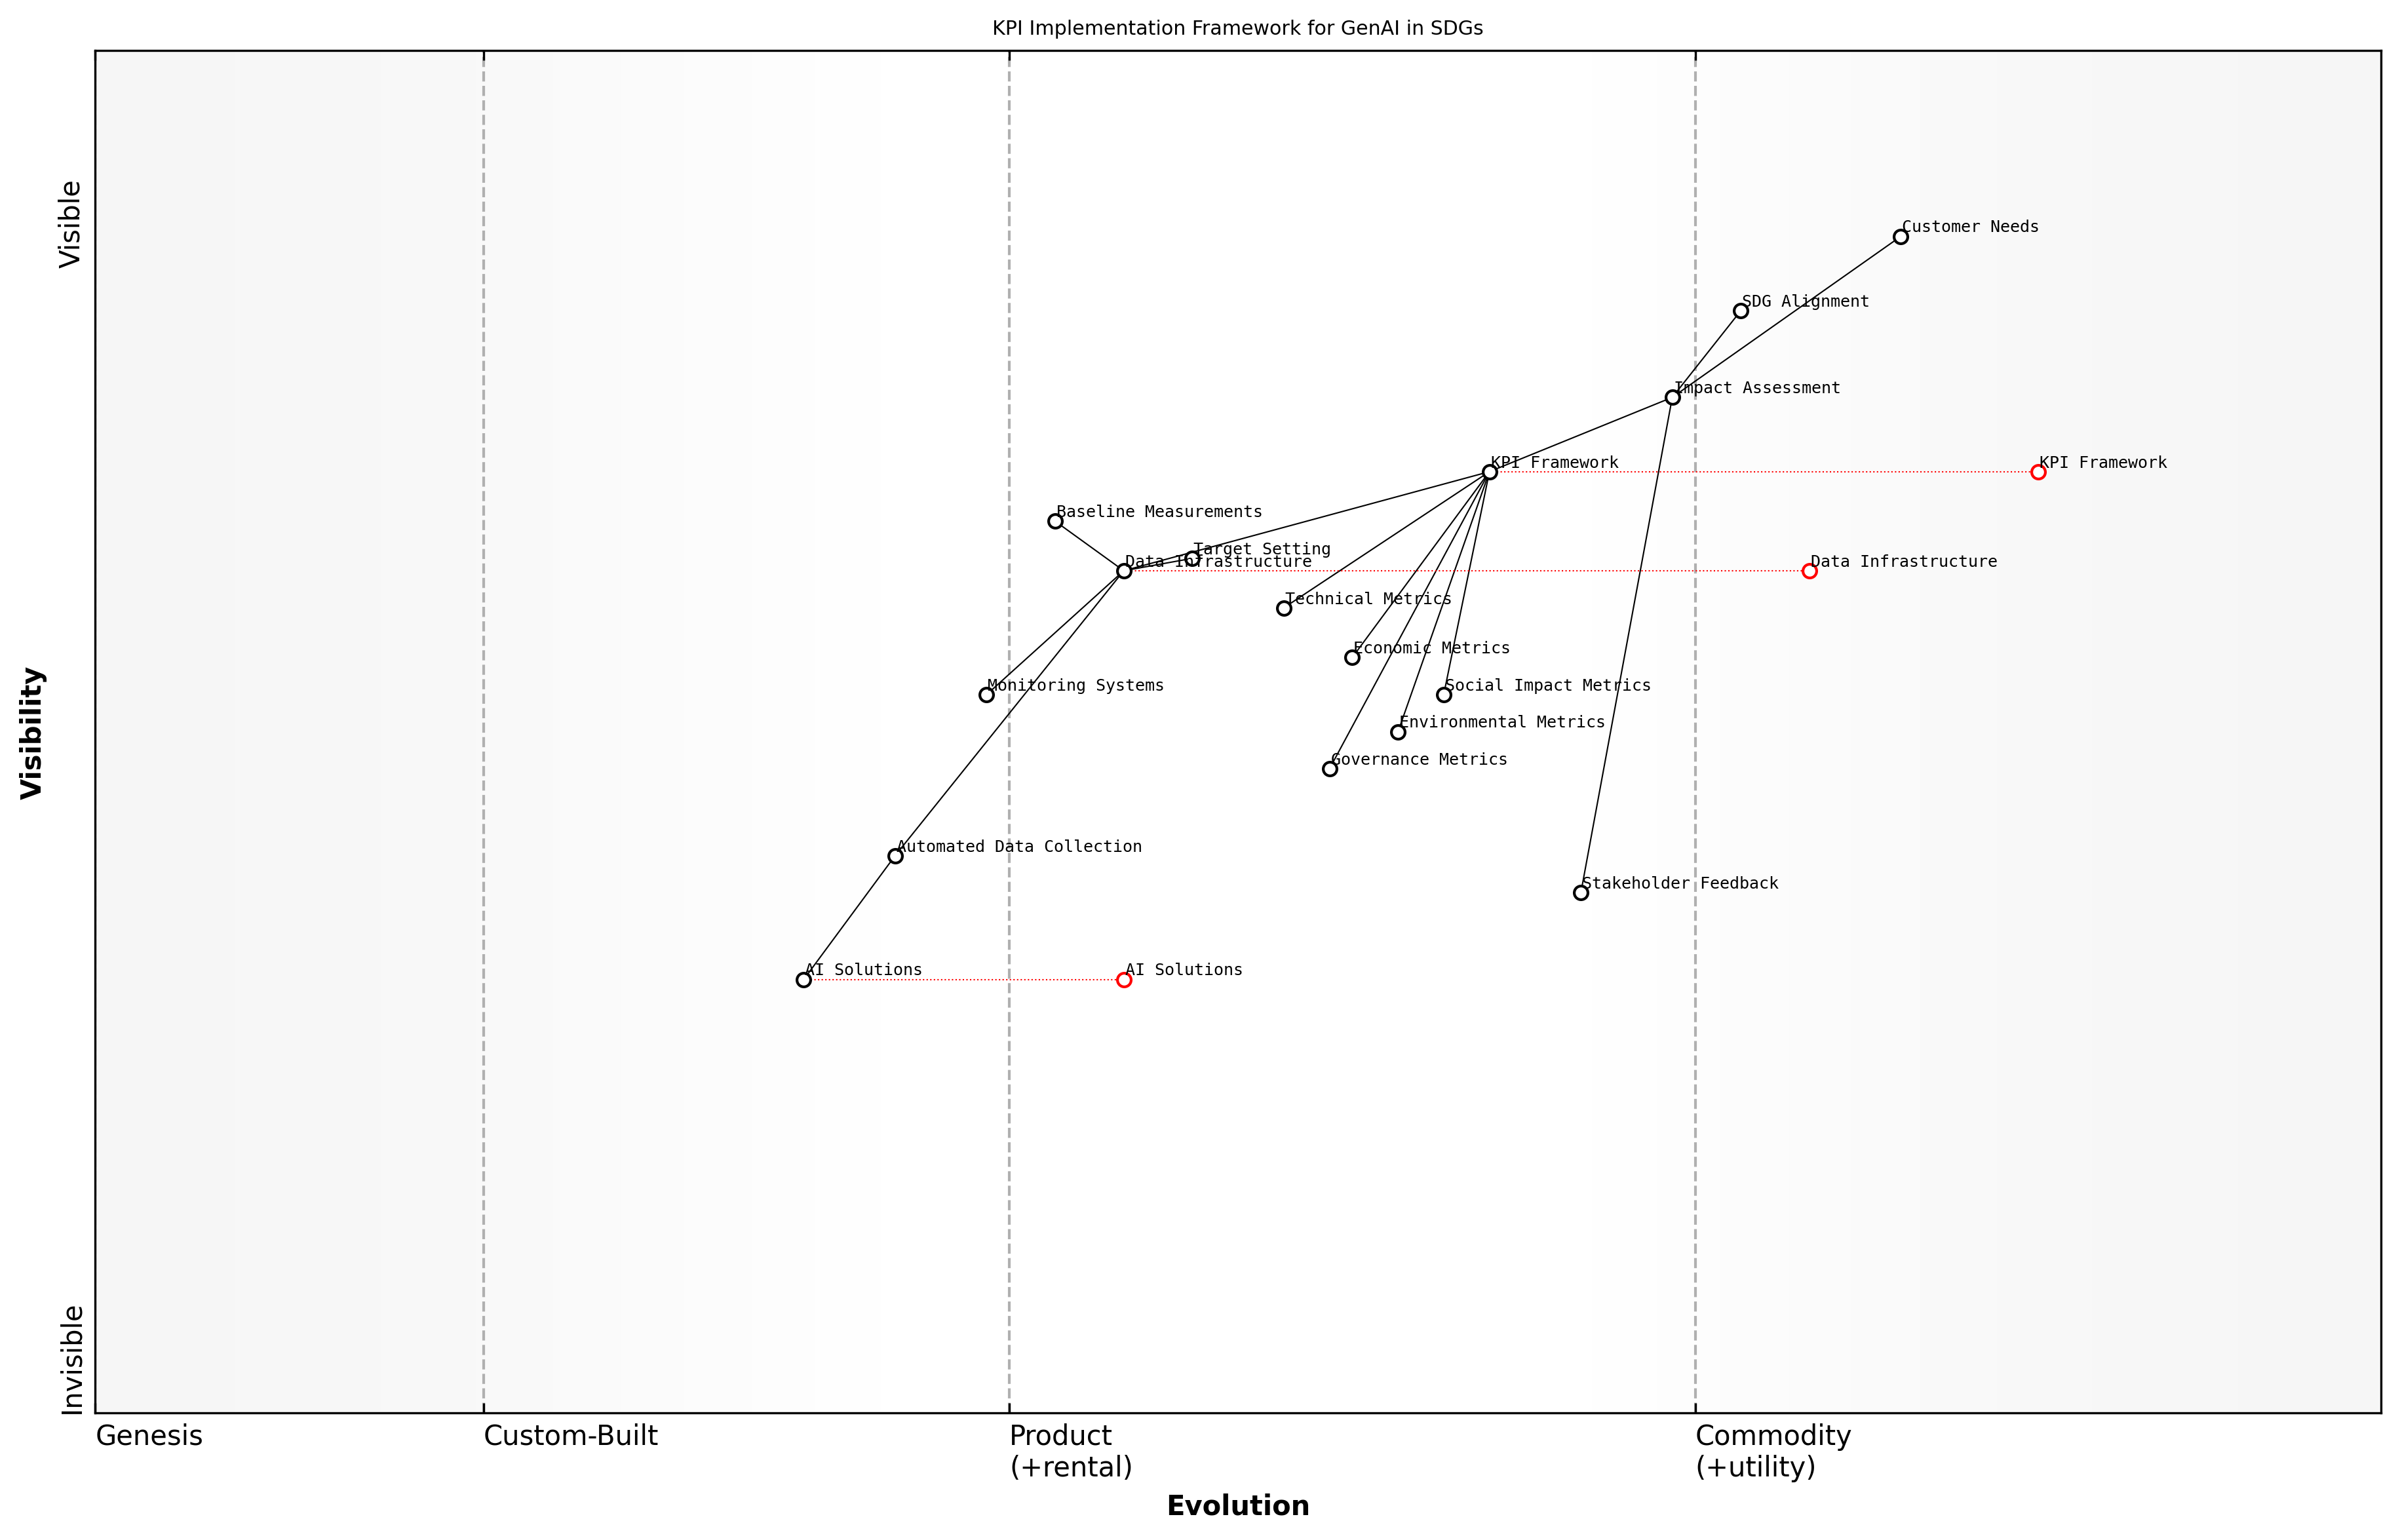 KPI Implementation Framework for GenAI in SDGs
Visible
Customer Needs
SDG Alignment
Impact Assessment
KPI Framework
KPI Framework
Baseline Measurements
Target Setting
Data Infrastructure
Data Infrastructure
Technical Metrics
Economic Metrics
Monitoring Systems
Social Impact Metrics
Visibility
Environmental Metrics
Governance Metrics
Automated Data Collection
Stakeholder Feedback
AI Solutions
AI Solutions
Invisible
Genesis
Custom-Built
Product
(+rental)
Commodity
(+utility)
Evolution